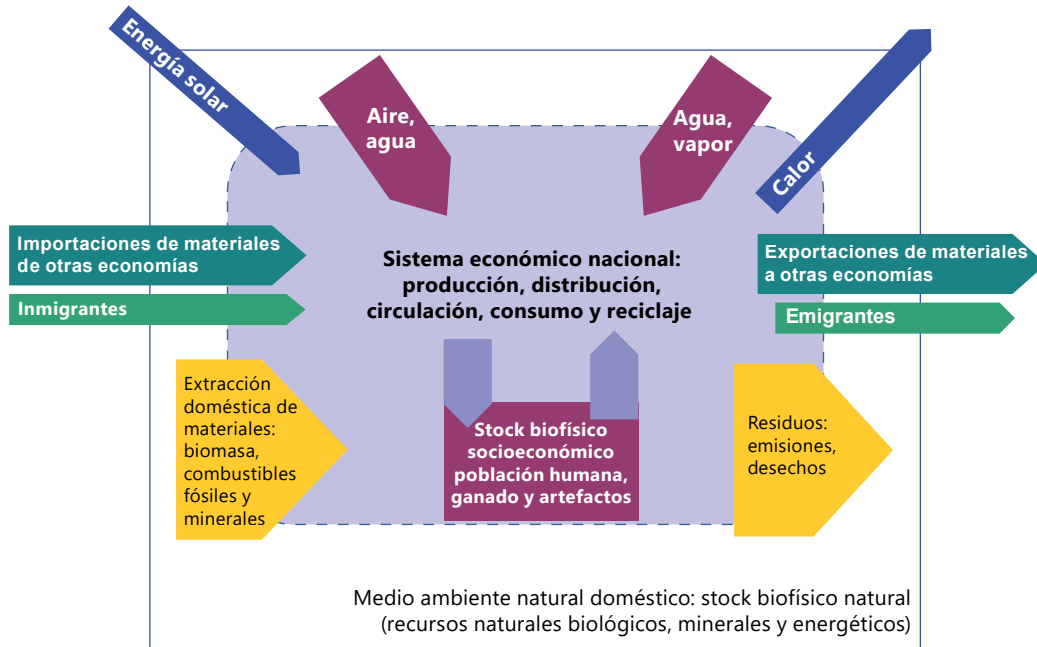 Energía solar
Aire,
agua
Agua,
vapor
Calor
Importaciones de materiales
de otras economías
Inmigrantes
Sistema económico nacional:
producción, distribución,
circulación, consumo y reciclaje
Exportaciones de materiales
a otras economías
Emigrantes
Extracción
doméstica de
materiales:
biomasa,
combustibles
fósiles y
minerales
Stock biofísico
socioeconómico
población humana,
ganado y artefactos
Residuos:
emisiones,
desechos
Medio ambiente natural doméstico: stock biofísico natural
(recursos naturales biológicos, minerales y energéticos)